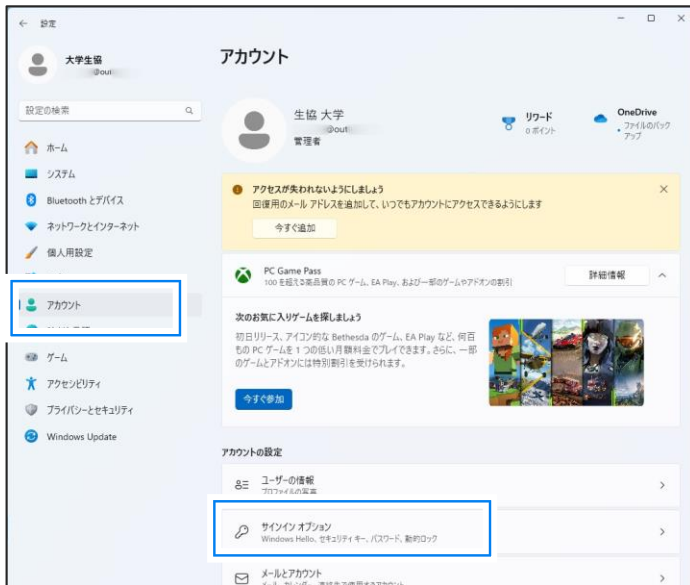 設定
大学生協
@out
設定の検索
ホーム
システム
Bluetooth とデバイス
ネットワークとインターネット
個人用設定
アカウント
ゲーム
アクセシビリティ
プライバシーとセキュリティ
Windows Update
アカウント
生協 大学
@out
管理者
リワード
0 ポイント
OneDrive
ファイルのバック
アップ
アクセスが失われないようにしましょう
回復用のメール アドレスを追加して、いつでもアカウントにアクセスできるようにします
今すぐ追加
PC Game Pass
100 を超える高品質の PC ゲーム、EA Play、および一部のゲームやアドオンの割引
詳細情報
次のお気に入りゲームを探しましょう
初日リリース、アイコン的な Bethesda のゲーム、EA Play など、何百
もの PC ゲームを 1 つの低い月額料金でプレイできます。さらに、一部
のゲームとアドオンには特別割引を受けられます。
今すぐ参加
アカウントの設定
ユーザーの情報
プロファイルの写真
サインイン オプション
Windows Hello、セキュリティ キー、パスワード、動的ロック
メールとアカウント